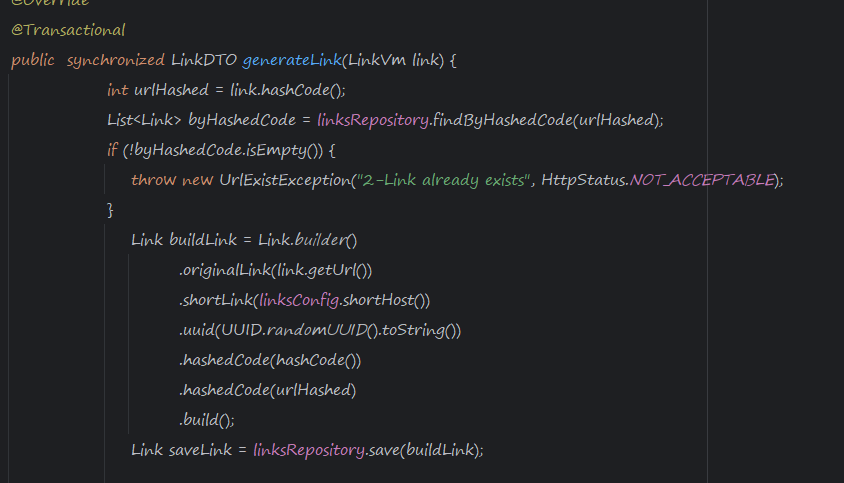 @Override
@Transactional
public synchronized LinkDTO generateLink(LinkVm link) {
int urlHashed = link.hashCode();
List<Link> byHashedCode = linksRepository.findByHashedCode(urlHashed);
if (!byHashedCode.isEmpty()) {
throw new UrlExistException("2-Link already exists", HttpStatus.NOT_ACCEPTABLE);
}
Link buildLink = Link.builder()
.originalLink(link.getUrl())
.shortLink(linksConfig.shortHost())
.uuid(UUID.randomUUID().toString())
.hashedCode(hashCode())
.hashedCode(urlHashed)
.build();
Link saveLink = linksRepository.save(buildLink);